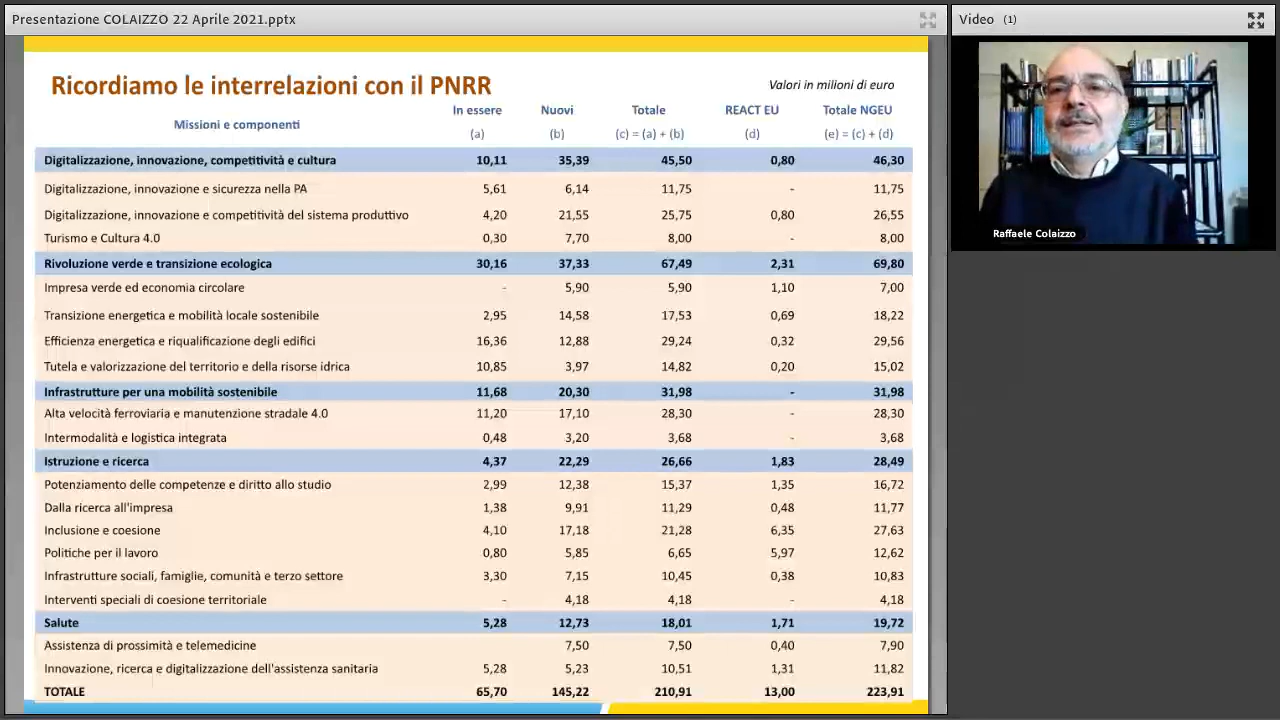 Presentazione COLAIZZO 22 Aprile 2021.pptx
Video (1)
Raffaele Colaizzo
Ricordiamo le interrelazioni con il PNRR
Valori in milioni di euro
Missioni e componenti In essere Nuovi Totale REACT EU Totale NGEU
(a) (b) (c) = (a) + (b) (d) (e) = (c) + (d)
Digitalizzazione, innovazione, competitività e cultura 10,11 35,39 45,50 0,80 46,30
Digitalizzazione, innovazione e sicurezza nella PA 5,61 6,14 11,75 - 11,75
Digitalizzazione, innovazione e competitività del sistema produttivo 4,20 21,55 25,75 0,80 26,55
Turismo e Cultura 4.0 0,30 7,70 8,00 - 8,00
Rivoluzione verde e transizione ecologica 30,16 37,33 67,49 2,31 69,80
Impresa verde ed economia circolare - 5,90 5,90 1,10 7,00
Transizione energetica e mobilità locale sostenibile 2,95 14,58 17,53 0,69 18,22
Efficienza energetica e riqualificazione degli edifici 16,36 12,88 29,24 0,32 29,56
Tutela e valorizzazione del territorio e della risorse idrica 10,85 3,97 14,82 0,20 15,02
Infrastrutture per una mobilità sostenibile 11,68 20,30 31,98 - 31,98
Alta velocità ferroviaria e manutenzione stradale 4.0 11,20 17,10 28,30 - 28,30
Intermodalità e logistica integrata 0,48 3,20 3,68 - 3,68
Istruzione e ricerca 4,37 22,29 26,66 1,83 28,49
Potenziamento delle competenze e diritto allo studio 2,99 12,38 15,37 1,35 16,72
Dalla ricerca all'impresa 1,38 9,91 11,29 0,48 11,77
Inclusione e coesione 4,10 17,18 21,28 6,35 27,63
Politiche per il lavoro 0,80 5,85 6,65 5,97 12,62
Infrastrutture sociali, famiglie, comunità e terzo settore 3,30 7,15 10,45 0,38 10,83
Interventi speciali di coesione territoriale - 4,18 4,18 - 4,18
Salute 5,28 12,73 18,01 1,71 19,72
Assistenza di prossimità e telemedicine 7,50 7,50 0,40 7,90
Innovazione, ricerca e digitalizzazione dell'assistenza sanitaria 5,28 5,23 10,51 1,31 11,82
TOTALE 65,70 145,22 210,91 13,00 223,91